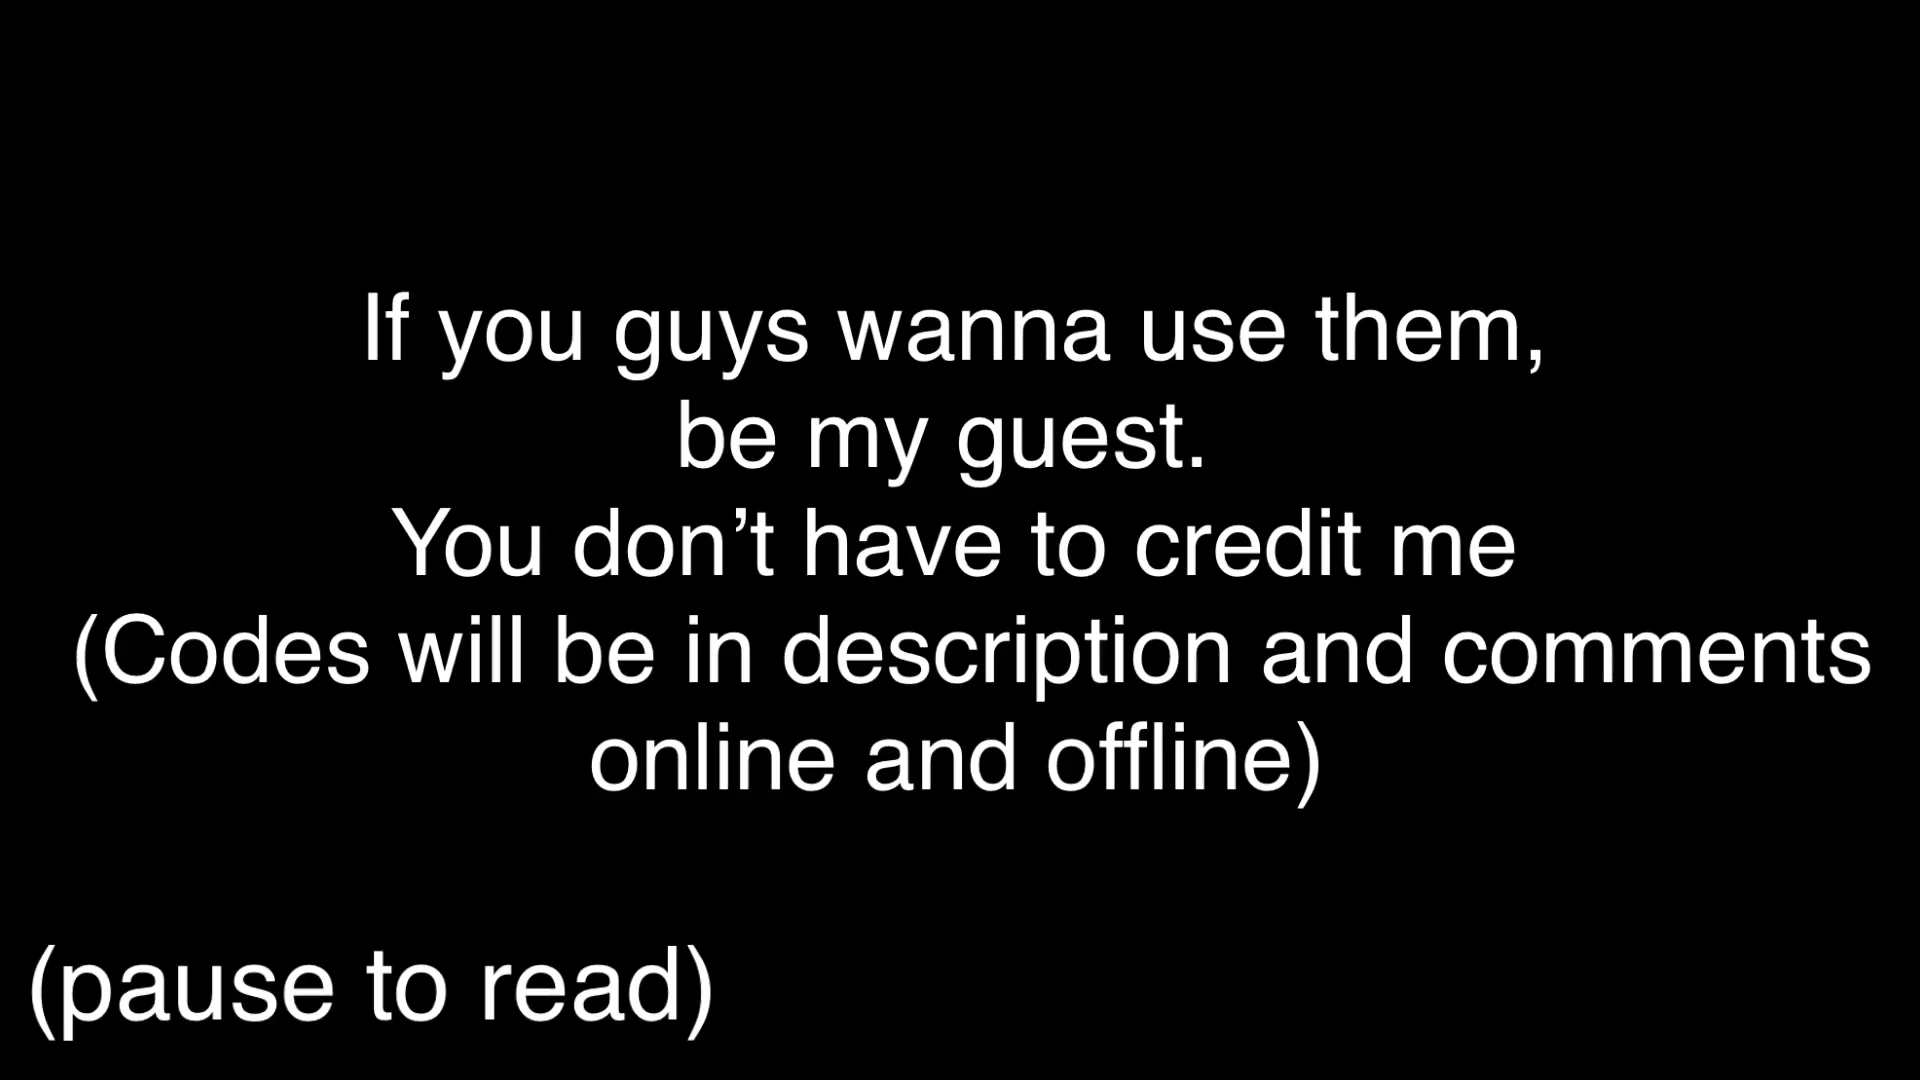 If you guys wanna use them,
be my guest.
You don’t have to credit me
(Codes will be in description and comments
online and offline)
(pause to read)